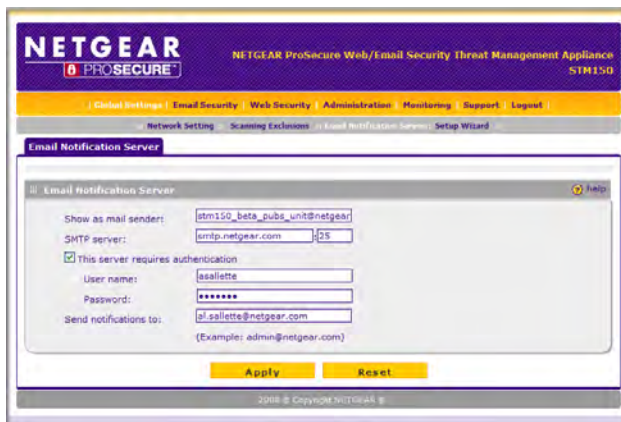 NETGEAR
PROSECURE
NETGEAR ProSecure Web/Email Security Threat Management Appliance
STM150
| Global Settings | Email Security | Web Security | Administration | Monitoring | Support | Logout |
Network Setting :: Scanning Exclusions :: Email Notification Server :: Setup Wizard ::
Email Notification Server
Email Notification Server
help
Show as mail sender: stm150_beta_pubs_unit@netgear
SMTP server: smtp.netgear.com :25
This server requires authentication
User name: asallette
Password: •••••••
Send notifications to: al.sallette@netgear.com
(Example: admin@netgear.com)
Apply Reset
2008 © Copyright NETGEAR ®